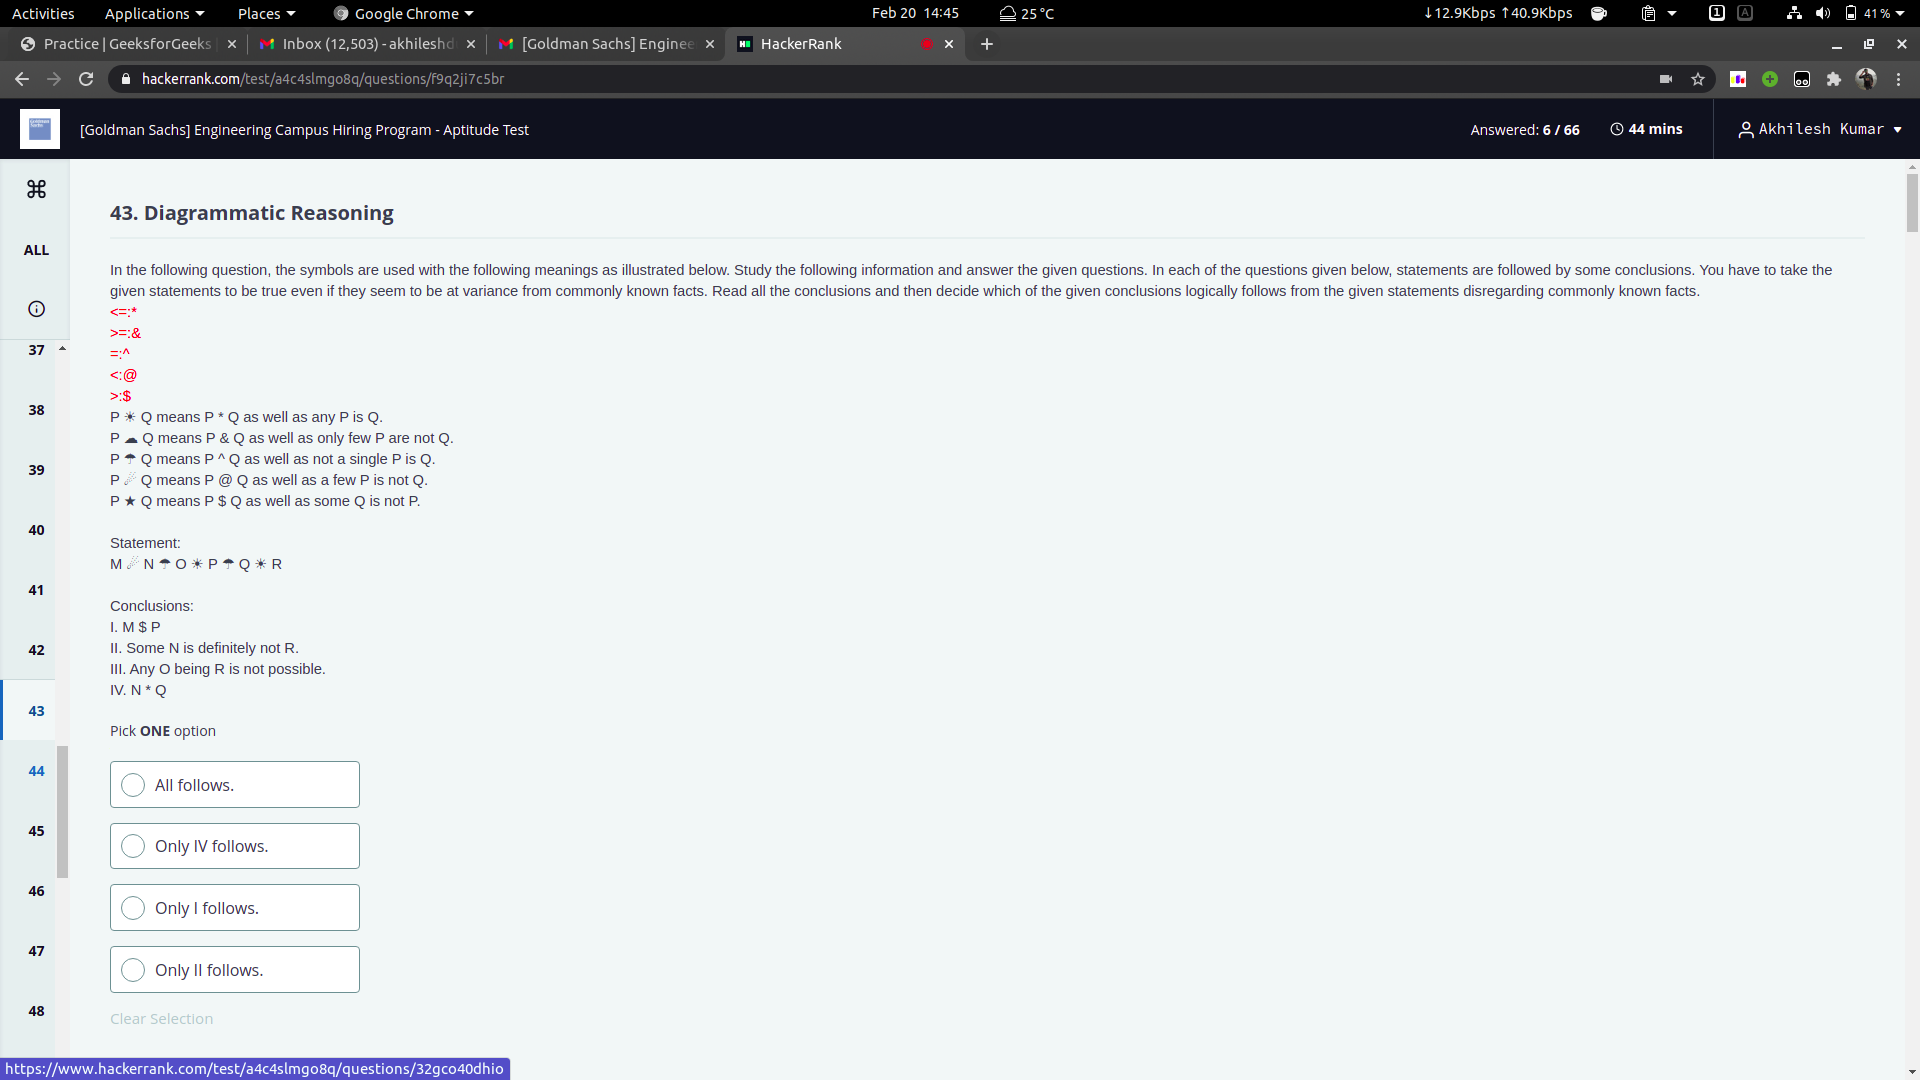 Activities Applications Places Google Chrome Feb 20 14:45 25 °C ↓12.9Kbps ↑40.9Kbps 1 A 41 %
Practice | GeeksforGeeks Inbox (12,503) - akhileshd [Goldman Sachs] Enginee HackerRank
hackerrank.com/test/a4c4slmgo8q/questions/f9q2ji7c5br
[Goldman Sachs] Engineering Campus Hiring Program - Aptitude Test Answered: 6 / 66 44 mins Akhilesh Kumar
ALL
37
38
39
40
41
42
43
44
45
46
47
48
43. Diagrammatic Reasoning
In the following question, the symbols are used with the following meanings as illustrated below. Study the following information and answer the given questions. In each of the questions given below, statements are followed by some conclusions. You have to take the
given statements to be true even if they seem to be at variance from commonly known facts. Read all the conclusions and then decide which of the given conclusions logically follows from the given statements disregarding commonly known facts.
<=:*
>=:&
=:^
<:@
>:$
P ☀ Q means P * Q as well as any P is Q.
P ☁ Q means P & Q as well as only few P are not Q.
P ☂ Q means P ^ Q as well as not a single P is Q.
P ☄ Q means P @ Q as well as a few P is not Q.
P ★ Q means P $ Q as well as some Q is not P.
Statement:
M ☄ N ☂ O ☀ P ☂ Q ☀ R
Conclusions:
I. M $ P
II. Some N is definitely not R.
III. Any O being R is not possible.
IV. N * Q
Pick ONE option
All follows.
Only IV follows.
Only I follows.
Only II follows.
Clear Selection
https://www.hackerrank.com/test/a4c4slmgo8q/questions/32gco40dhio